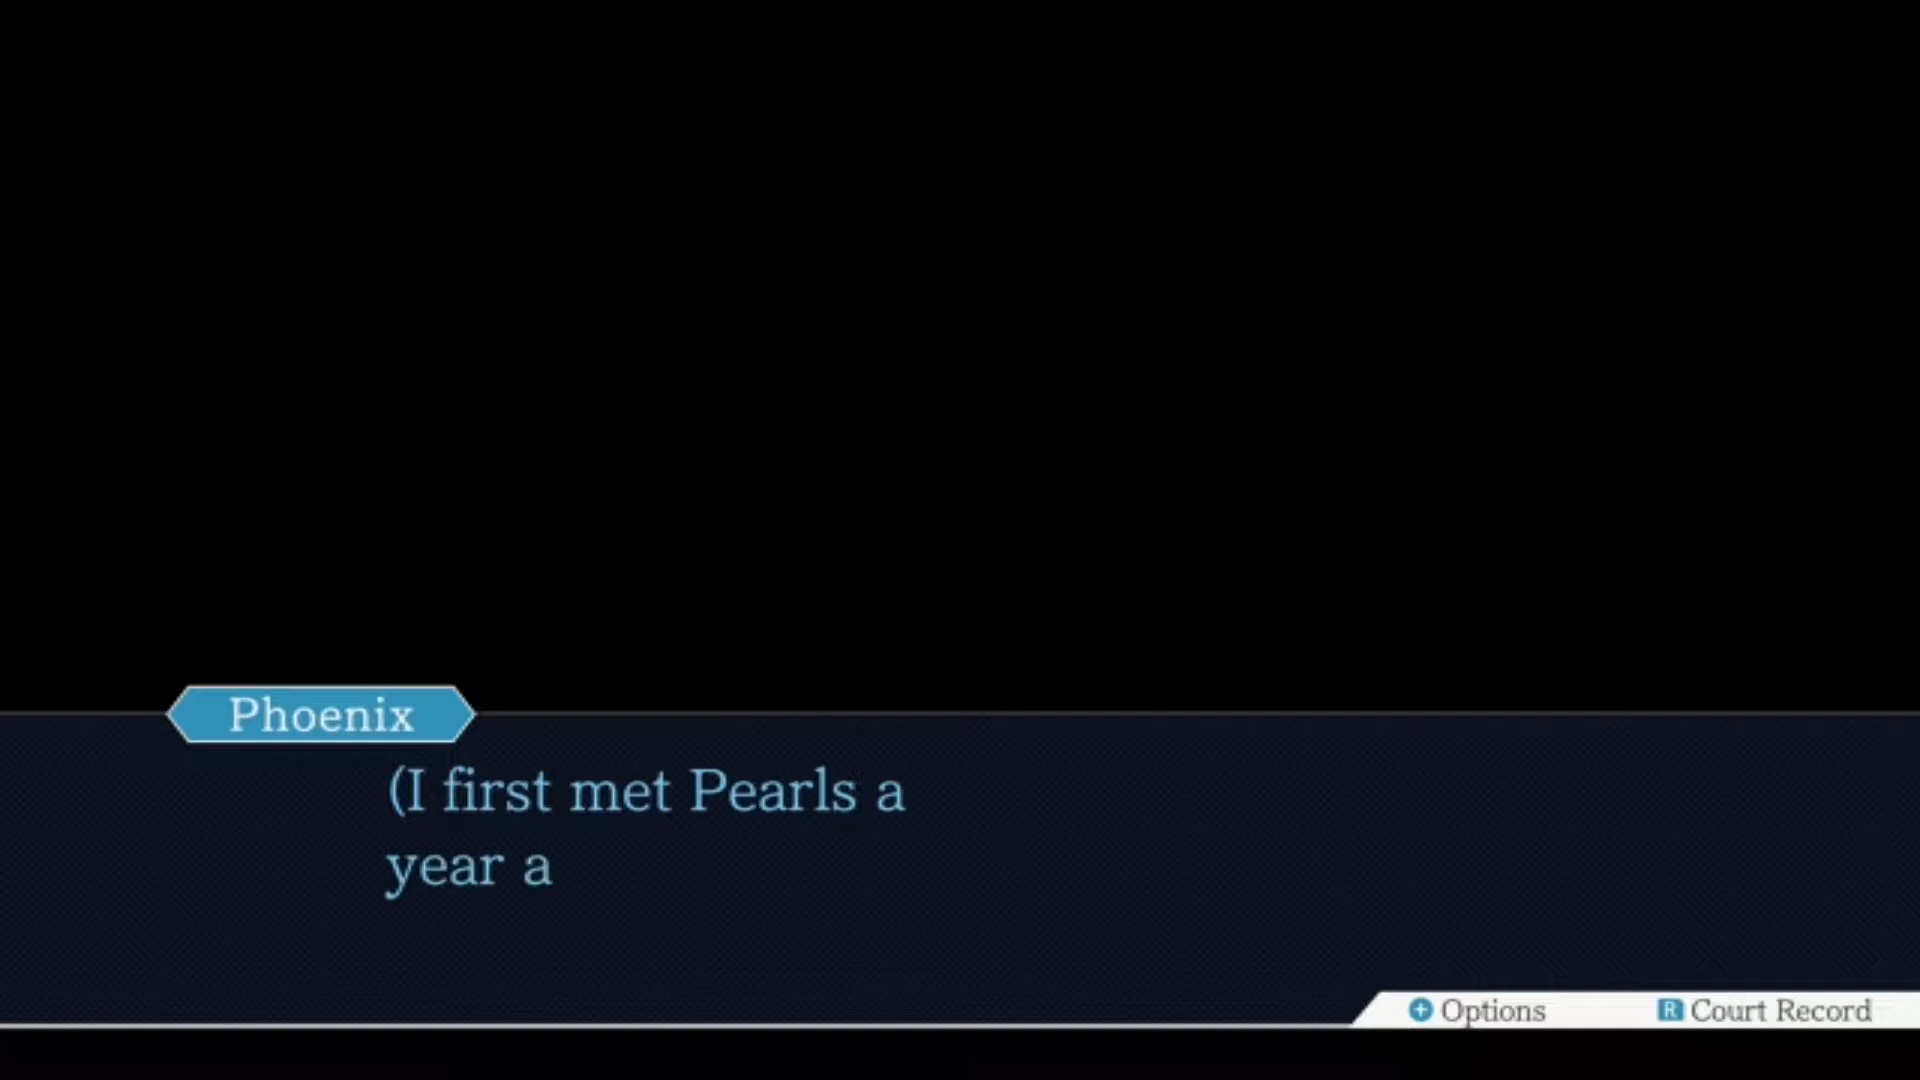 Phoenix
(I first met Pearls a
year a
Options
R Court Record